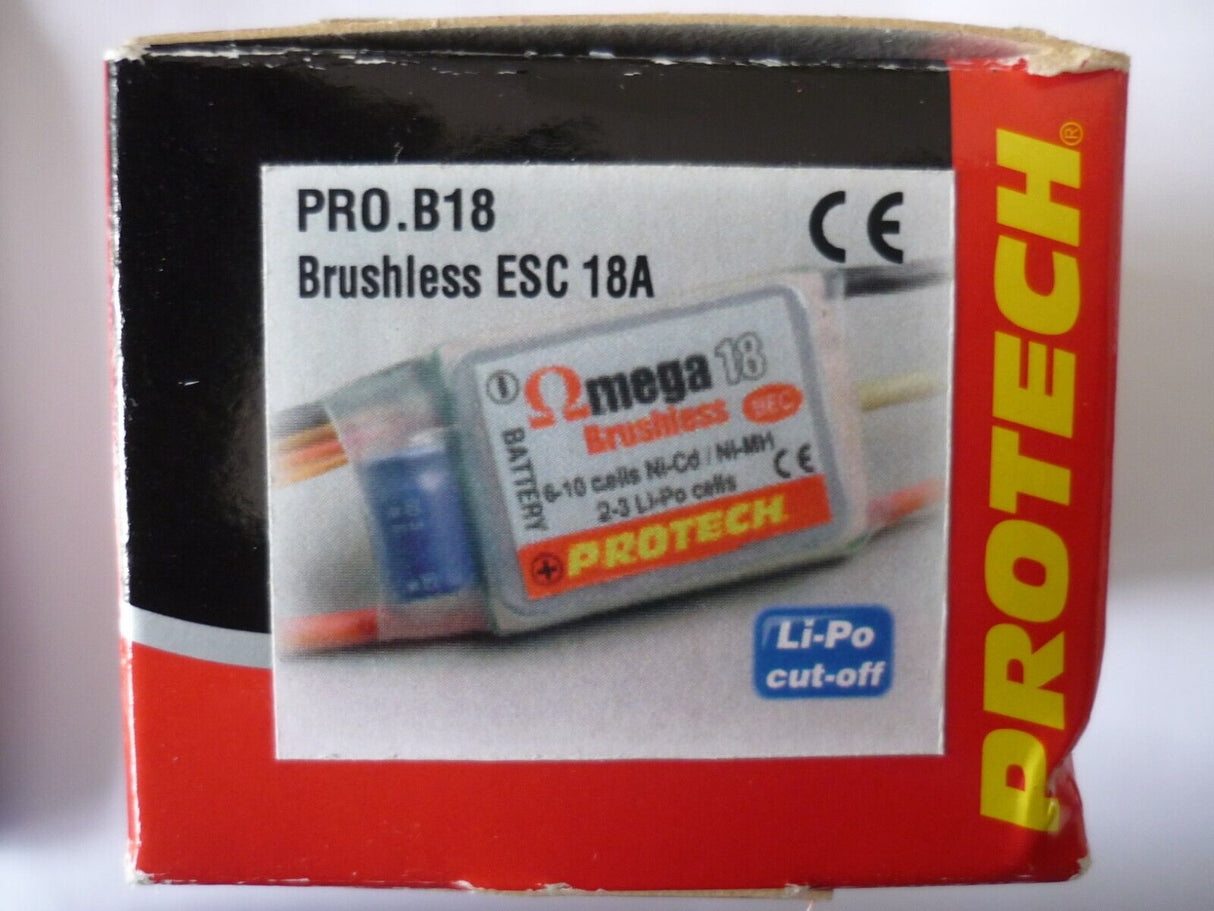 PRO.B18
Brushless ESC 18A
CE
Ωmega 18
Brushless BEC
BATTERY
6-10 cells Ni-Cd / Ni-MH
2-3 Li-Po cells
CE
PROTECH
Li-Po
cut-off
PROTECH®